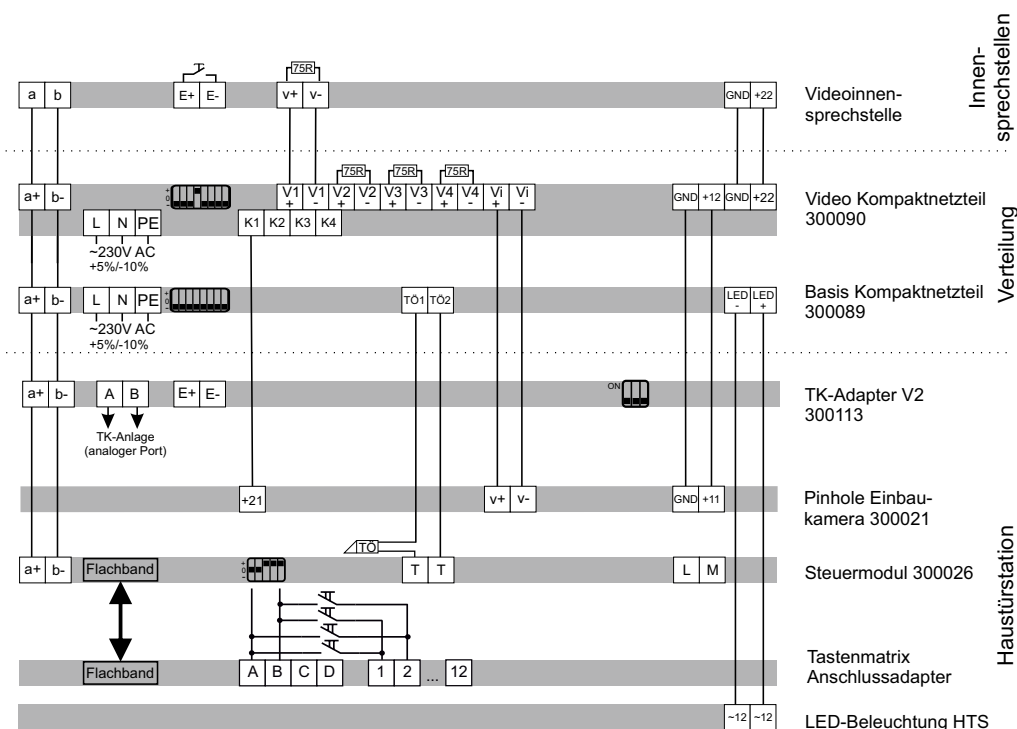 Innen-
sprechstellen
75R
a b E+ E- v+ v- GND +22
Videoinnen-
sprechstelle
75R 75R 75R
a+ b- + 0 - V1 + V1 - V2 + V2 - V3 + V3 - V4 + V4 - Vi + Vi - GND +12 GND +22
Video Kompaktnetzteil
300090
L N PE K1 K2 K3 K4
~230V AC
+5%/-10%
Verteilung
a+ b- L N PE + 0 - TÖ1 TÖ2 LED - LED +
Basis Kompaktnetzteil
300089
~230V AC
+5%/-10%
a+ b- A B E+ E- ON
TK-Adapter V2
300113
TK-Anlage
(analoger Port)
+21 v+ v- GND +11
Pinhole Einbau-
kamera 300021
TÖ
a+ b- Flachband + 0 - T T L M
Steuermodul 300026
Haustürstation
Flachband A B C D 1 2 ... 12
Tastenmatrix
Anschlussadapter
~12 ~12
LED-Beleuchtung HTS